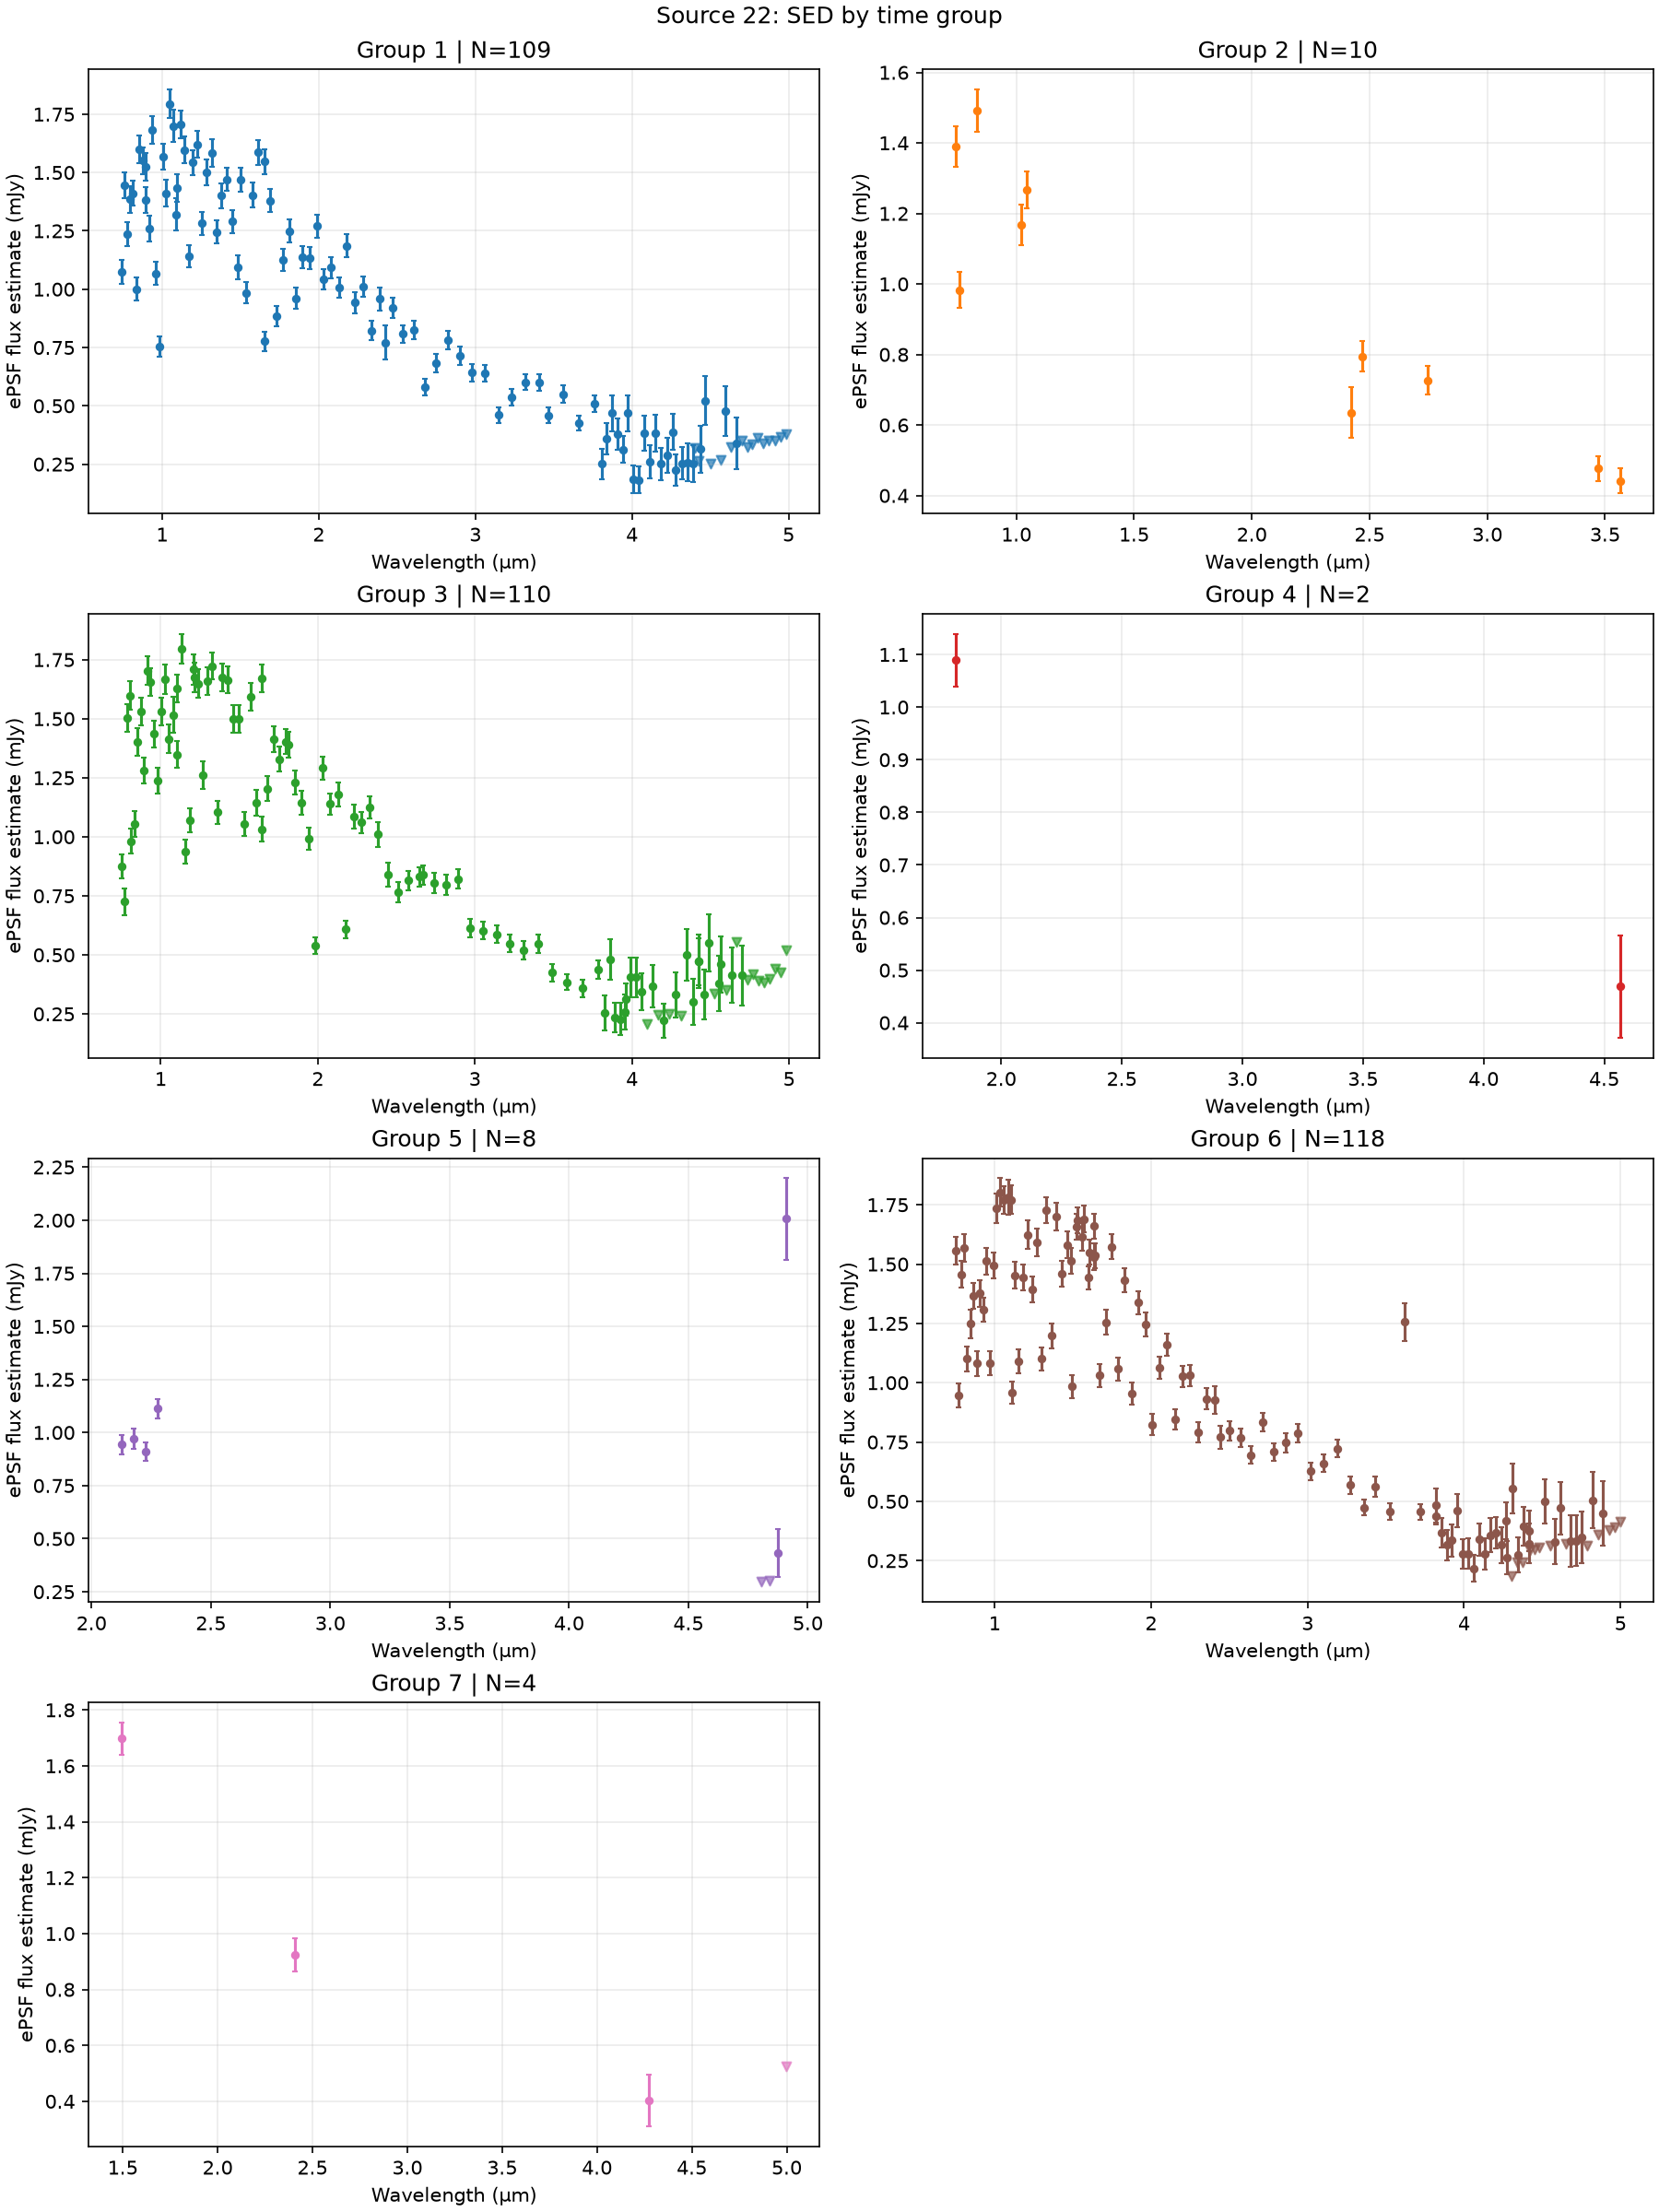 Source 22: SED by time group
Group 1 | N=109
ePSF flux estimate (mJy)
1.75
1.50
1.25
1.00
0.75
0.50
0.25
1 2 3 4 5
Wavelength (μm)
Group 2 | N=10
ePSF flux estimate (mJy)
1.6
1.4
1.2
1.0
0.8
0.6
0.4
1.0 1.5 2.0 2.5 3.0 3.5
Wavelength (μm)
Group 3 | N=110
ePSF flux estimate (mJy)
1.75
1.50
1.25
1.00
0.75
0.50
0.25
1 2 3 4 5
Wavelength (μm)
Group 4 | N=2
ePSF flux estimate (mJy)
1.1
1.0
0.9
0.8
0.7
0.6
0.5
0.4
2.0 2.5 3.0 3.5 4.0 4.5
Wavelength (μm)
Group 5 | N=8
ePSF flux estimate (mJy)
2.25
2.00
1.75
1.50
1.25
1.00
0.75
0.50
0.25
2.0 2.5 3.0 3.5 4.0 4.5 5.0
Wavelength (μm)
Group 6 | N=118
ePSF flux estimate (mJy)
1.75
1.50
1.25
1.00
0.75
0.50
0.25
1 2 3 4 5
Wavelength (μm)
Group 7 | N=4
ePSF flux estimate (mJy)
1.8
1.6
1.4
1.2
1.0
0.8
0.6
0.4
1.5 2.0 2.5 3.0 3.5 4.0 4.5 5.0
Wavelength (μm)